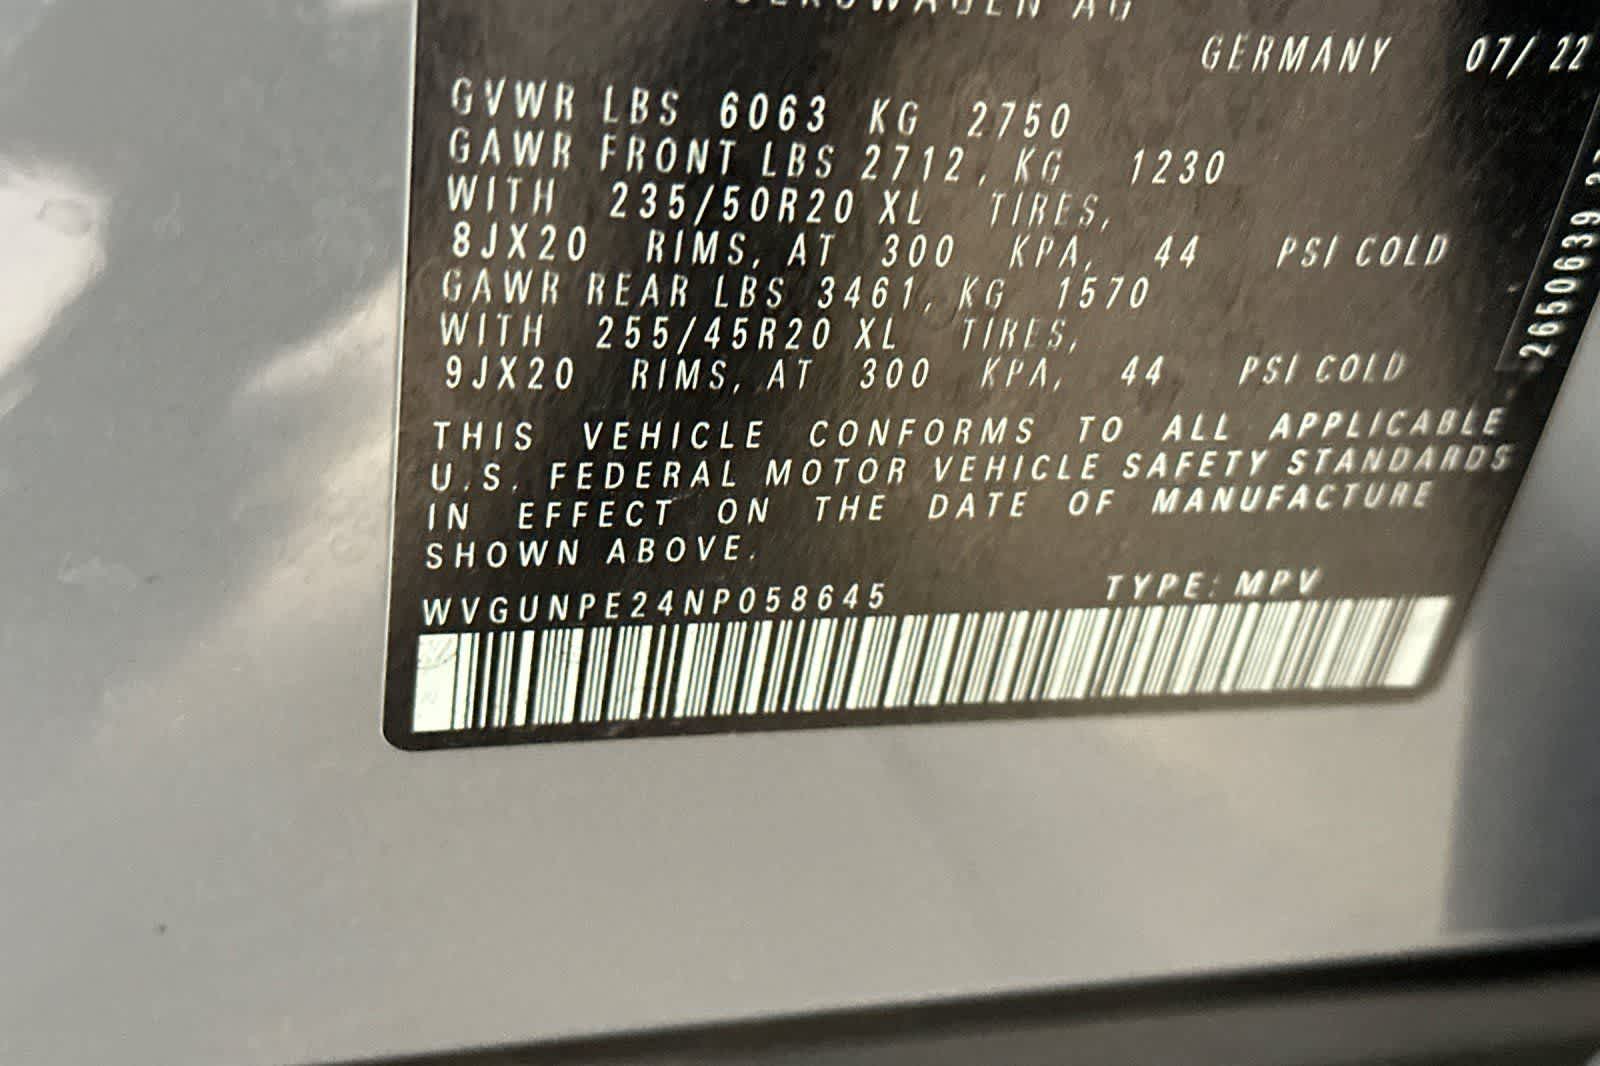 VOLKSWAGEN AG
GERMANY 07/22
GVWR LBS 6063 KG 2750
GAWR FRONT LBS 2712, KG 1230
WITH 235/50R20 XL TIRES,
8JX20 RIMS, AT 300 KPA, 44 PSI COLD
GAWR REAR LBS 3461, KG 1570
WITH 255/45R20 XL TIRES,
9JX20 RIMS, AT 300 KPA, 44 PSI COLD
THIS VEHICLE CONFORMS TO ALL APPLICABLE
U.S. FEDERAL MOTOR VEHICLE SAFETY STANDARDS
IN EFFECT ON THE DATE OF MANUFACTURE
SHOWN ABOVE.
WVGUNPE24NP058645 TYPE: MPV